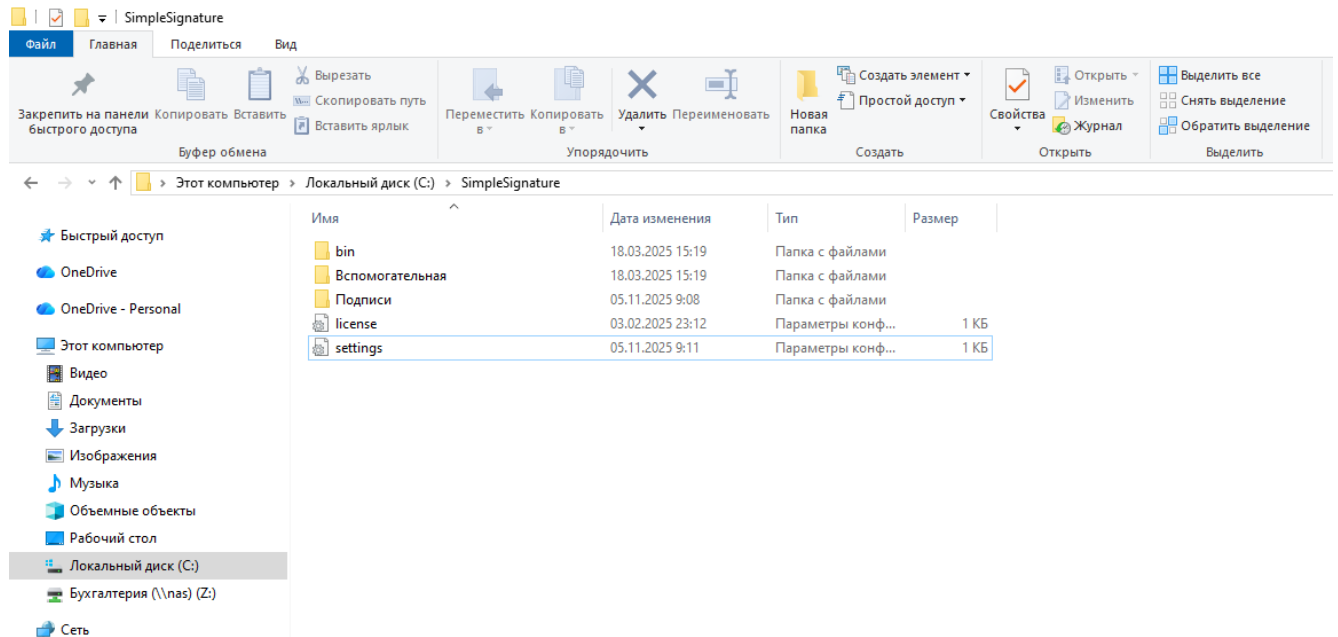 SimpleSignature
Файл Главная Поделиться Вид
Закрепить на панели быстрого доступа
Копировать
Вставить
Вырезать
Скопировать путь
Вставить ярлык
Буфер обмена
Переместить в
Копировать в
Удалить
Переименовать
Упорядочить
Новая папка
Создать элемент
Простой доступ
Создать
Свойства
Открыть
Изменить
Журнал
Открыть
Выделить все
Снять выделение
Обратить выделение
Выделить
Этот компьютер > Локальный диск (C:) > SimpleSignature
Быстрый доступ
OneDrive
OneDrive - Personal
Этот компьютер
Видео
Документы
Загрузки
Изображения
Музыка
Объемные объекты
Рабочий стол
Локальный диск (C:)
Бухгалтерия (\\nas) (Z:)
Сеть
Имя Дата изменения Тип Размер
bin 18.03.2025 15:19 Папка с файлами
Вспомогательная 18.03.2025 15:19 Папка с файлами
Подписи 05.11.2025 9:08 Папка с файлами
license 03.02.2025 23:12 Параметры конф... 1 КБ
settings 05.11.2025 9:11 Параметры конф... 1 КБ